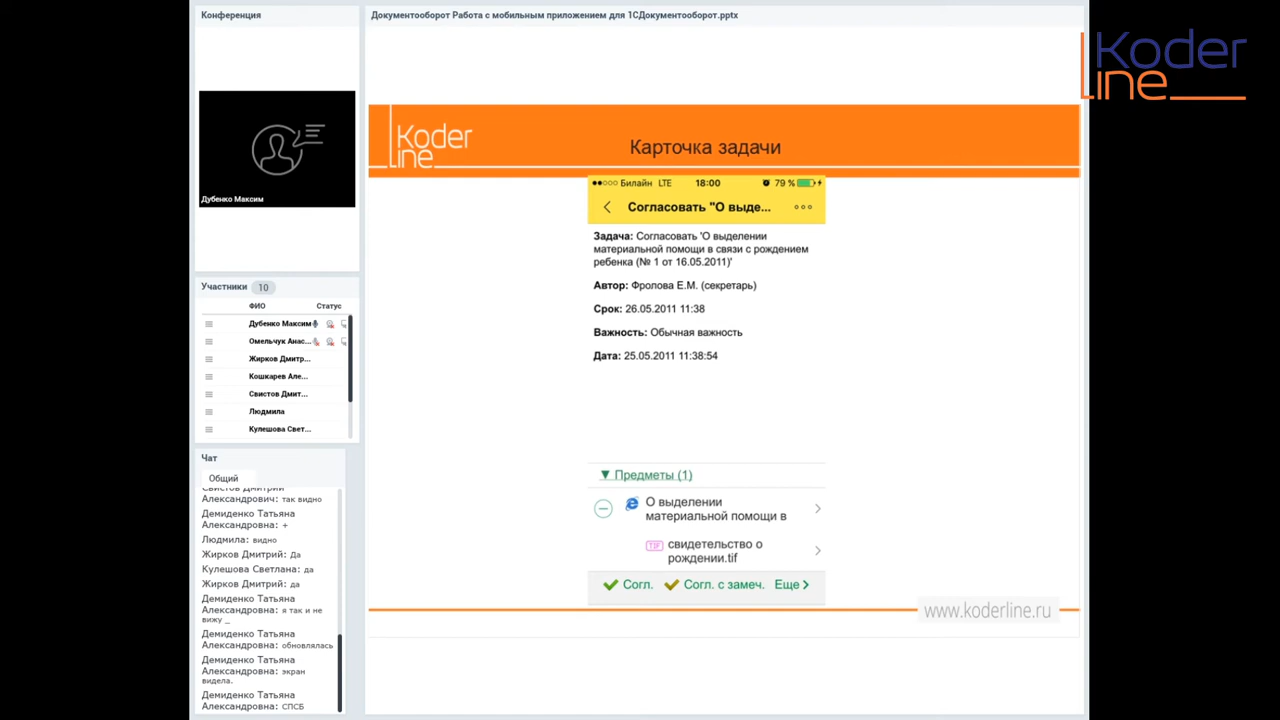 Конференция
Документооборот Работа с мобильным приложением для 1СДокументооборот.pptx
Koder
line
Дубенко Максим
Участники 10
ФИО Статус
Дубенко Максим
Омельчук Анас...
Жирков Дмитр...
Кошкарев Але...
Свистов Дмит...
Людмила
Кулешова Свет...
Чат
Общий
Свистов Дмитрий
Александрович: так видно
Демиденко Татьяна
Александровна: +
Людмила: видно
Жирков Дмитрий: Да
Кулешова Светлана: да
Жирков Дмитрий: да
Демиденко Татьяна
Александровна: я так и не
вижу _
Демиденко Татьяна
Александровна: обновлялась
Демиденко Татьяна
Александровна: экран
видела.
Демиденко Татьяна
Александровна: СПСБ
Koder
line
Карточка задачи
Билайн LTE 18:00 79 %
Согласовать "О выде...
Задача: Согласовать 'О выделении
материальной помощи в связи с рождением
ребенка (№ 1 от 16.05.2011)'
Автор: Фролова Е.М. (секретарь)
Срок: 26.05.2011 11:38
Важность: Обычная важность
Дата: 25.05.2011 11:38:54
Предметы (1)
О выделении
материальной помощи в
TIF свидетельство о
рождении.tif
Согл. Согл. с замеч. Еще
www.koderline.ru